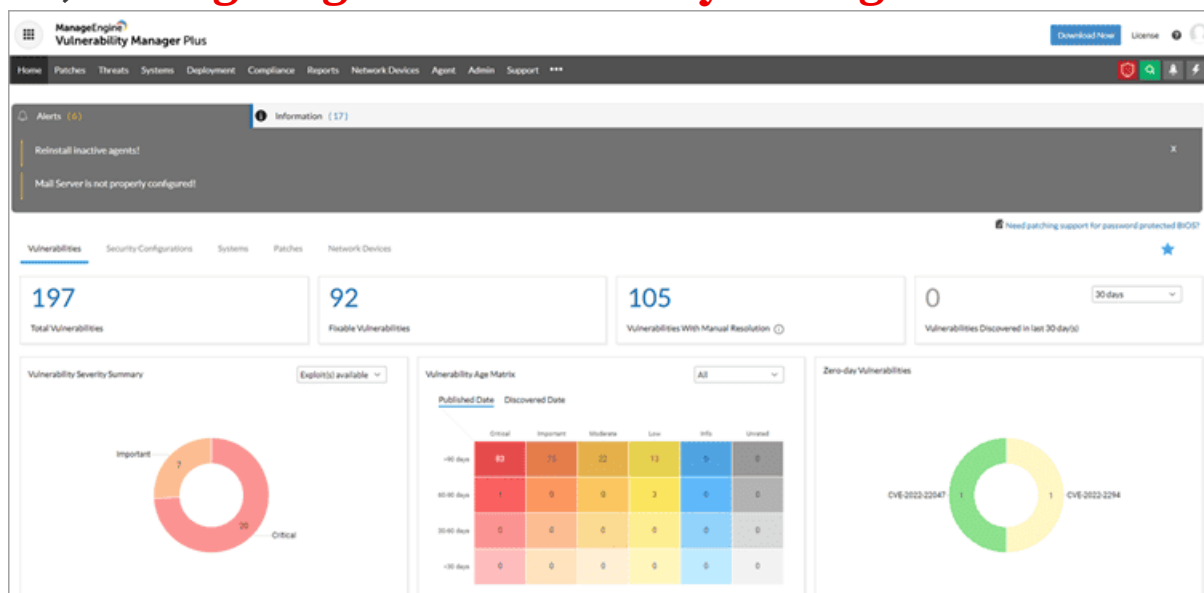 ManageEngine
Vulnerability Manager Plus
Download Now License
Home Patches Threats Systems Deployment Compliance Reports Network Devices Agent Admin Support •••
Alerts (6) Information (17)
Reinstall inactive agents!
x
Mail Server is not properly configured!
Need patching support for password protected BIOS?
Vulnerabilities Security Configurations Systems Patches Network Devices
197 92 105 0 30 days
Total Vulnerabilities Fixable Vulnerabilities Vulnerabilities With Manual Resolution Vulnerabilities Discovered in last 30 day(s)
Vulnerability Severity Summary Exploit(s) available Vulnerability Age Matrix All Zero-day Vulnerabilities
Published Date Discovered Date
Critical Important Moderate Low Info Unrated
Important 7
20 Critical
+90 days 22 13 0
60-90 days 1 0 0 3 0 0
30-60 days 0 0 0 0 0 0
<30 days 0 0 0 0 0 0
CVE-2022-22047 1 1 CVE-2022-2294